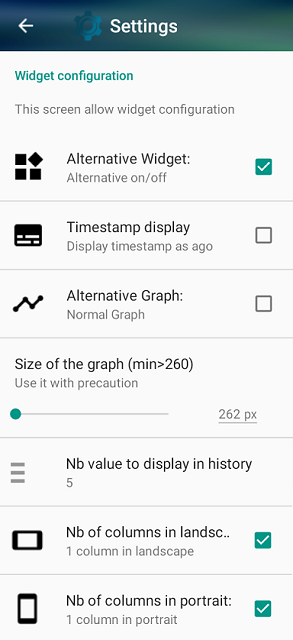 Settings
Widget configuration
This screen allow widget configuration
Alternative Widget:
Alternative on/off
Timestamp display
Display timestamp as ago
Alternative Graph:
Normal Graph
Size of the graph (min>260)
Use it with precaution
262 px
Nb value to display in history
5
Nb of columns in landsc..
1 column in landscape
Nb of columns in portrait:
1 column in portrait